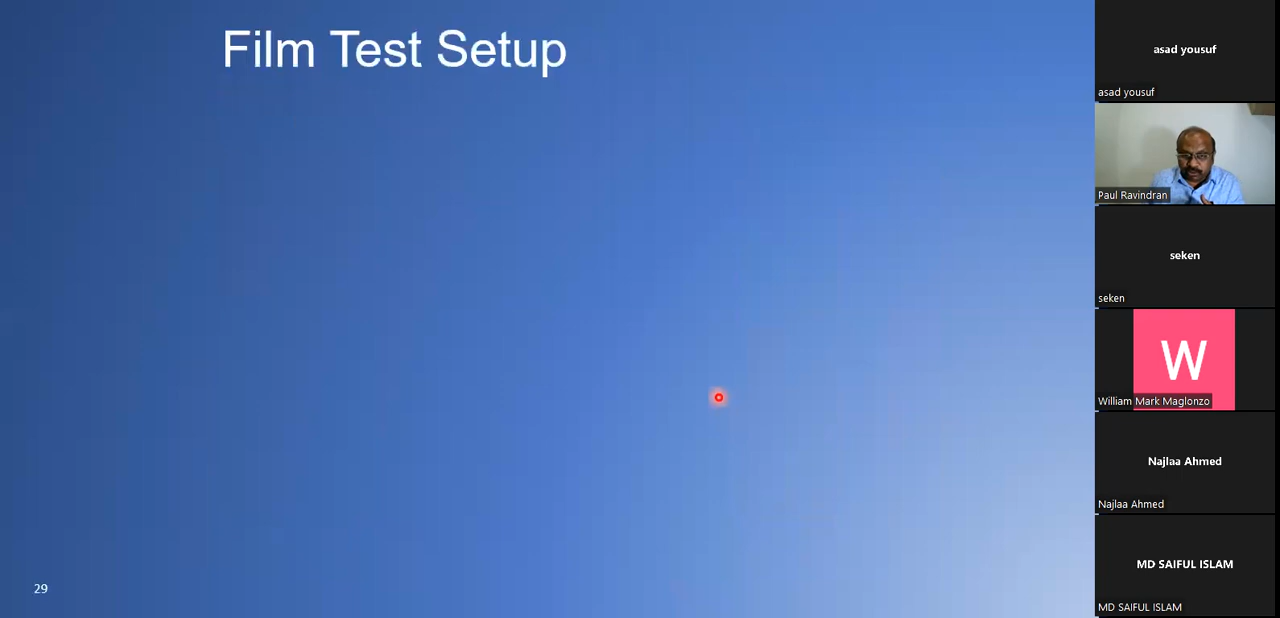 Film Test Setup
29
asad yousuf
asad yousuf
Paul Ravindran
seken
seken
W
William Mark Maglonzo
Najlaa Ahmed
Najlaa Ahmed
MD SAIFUL ISLAM
MD SAIFUL ISLAM